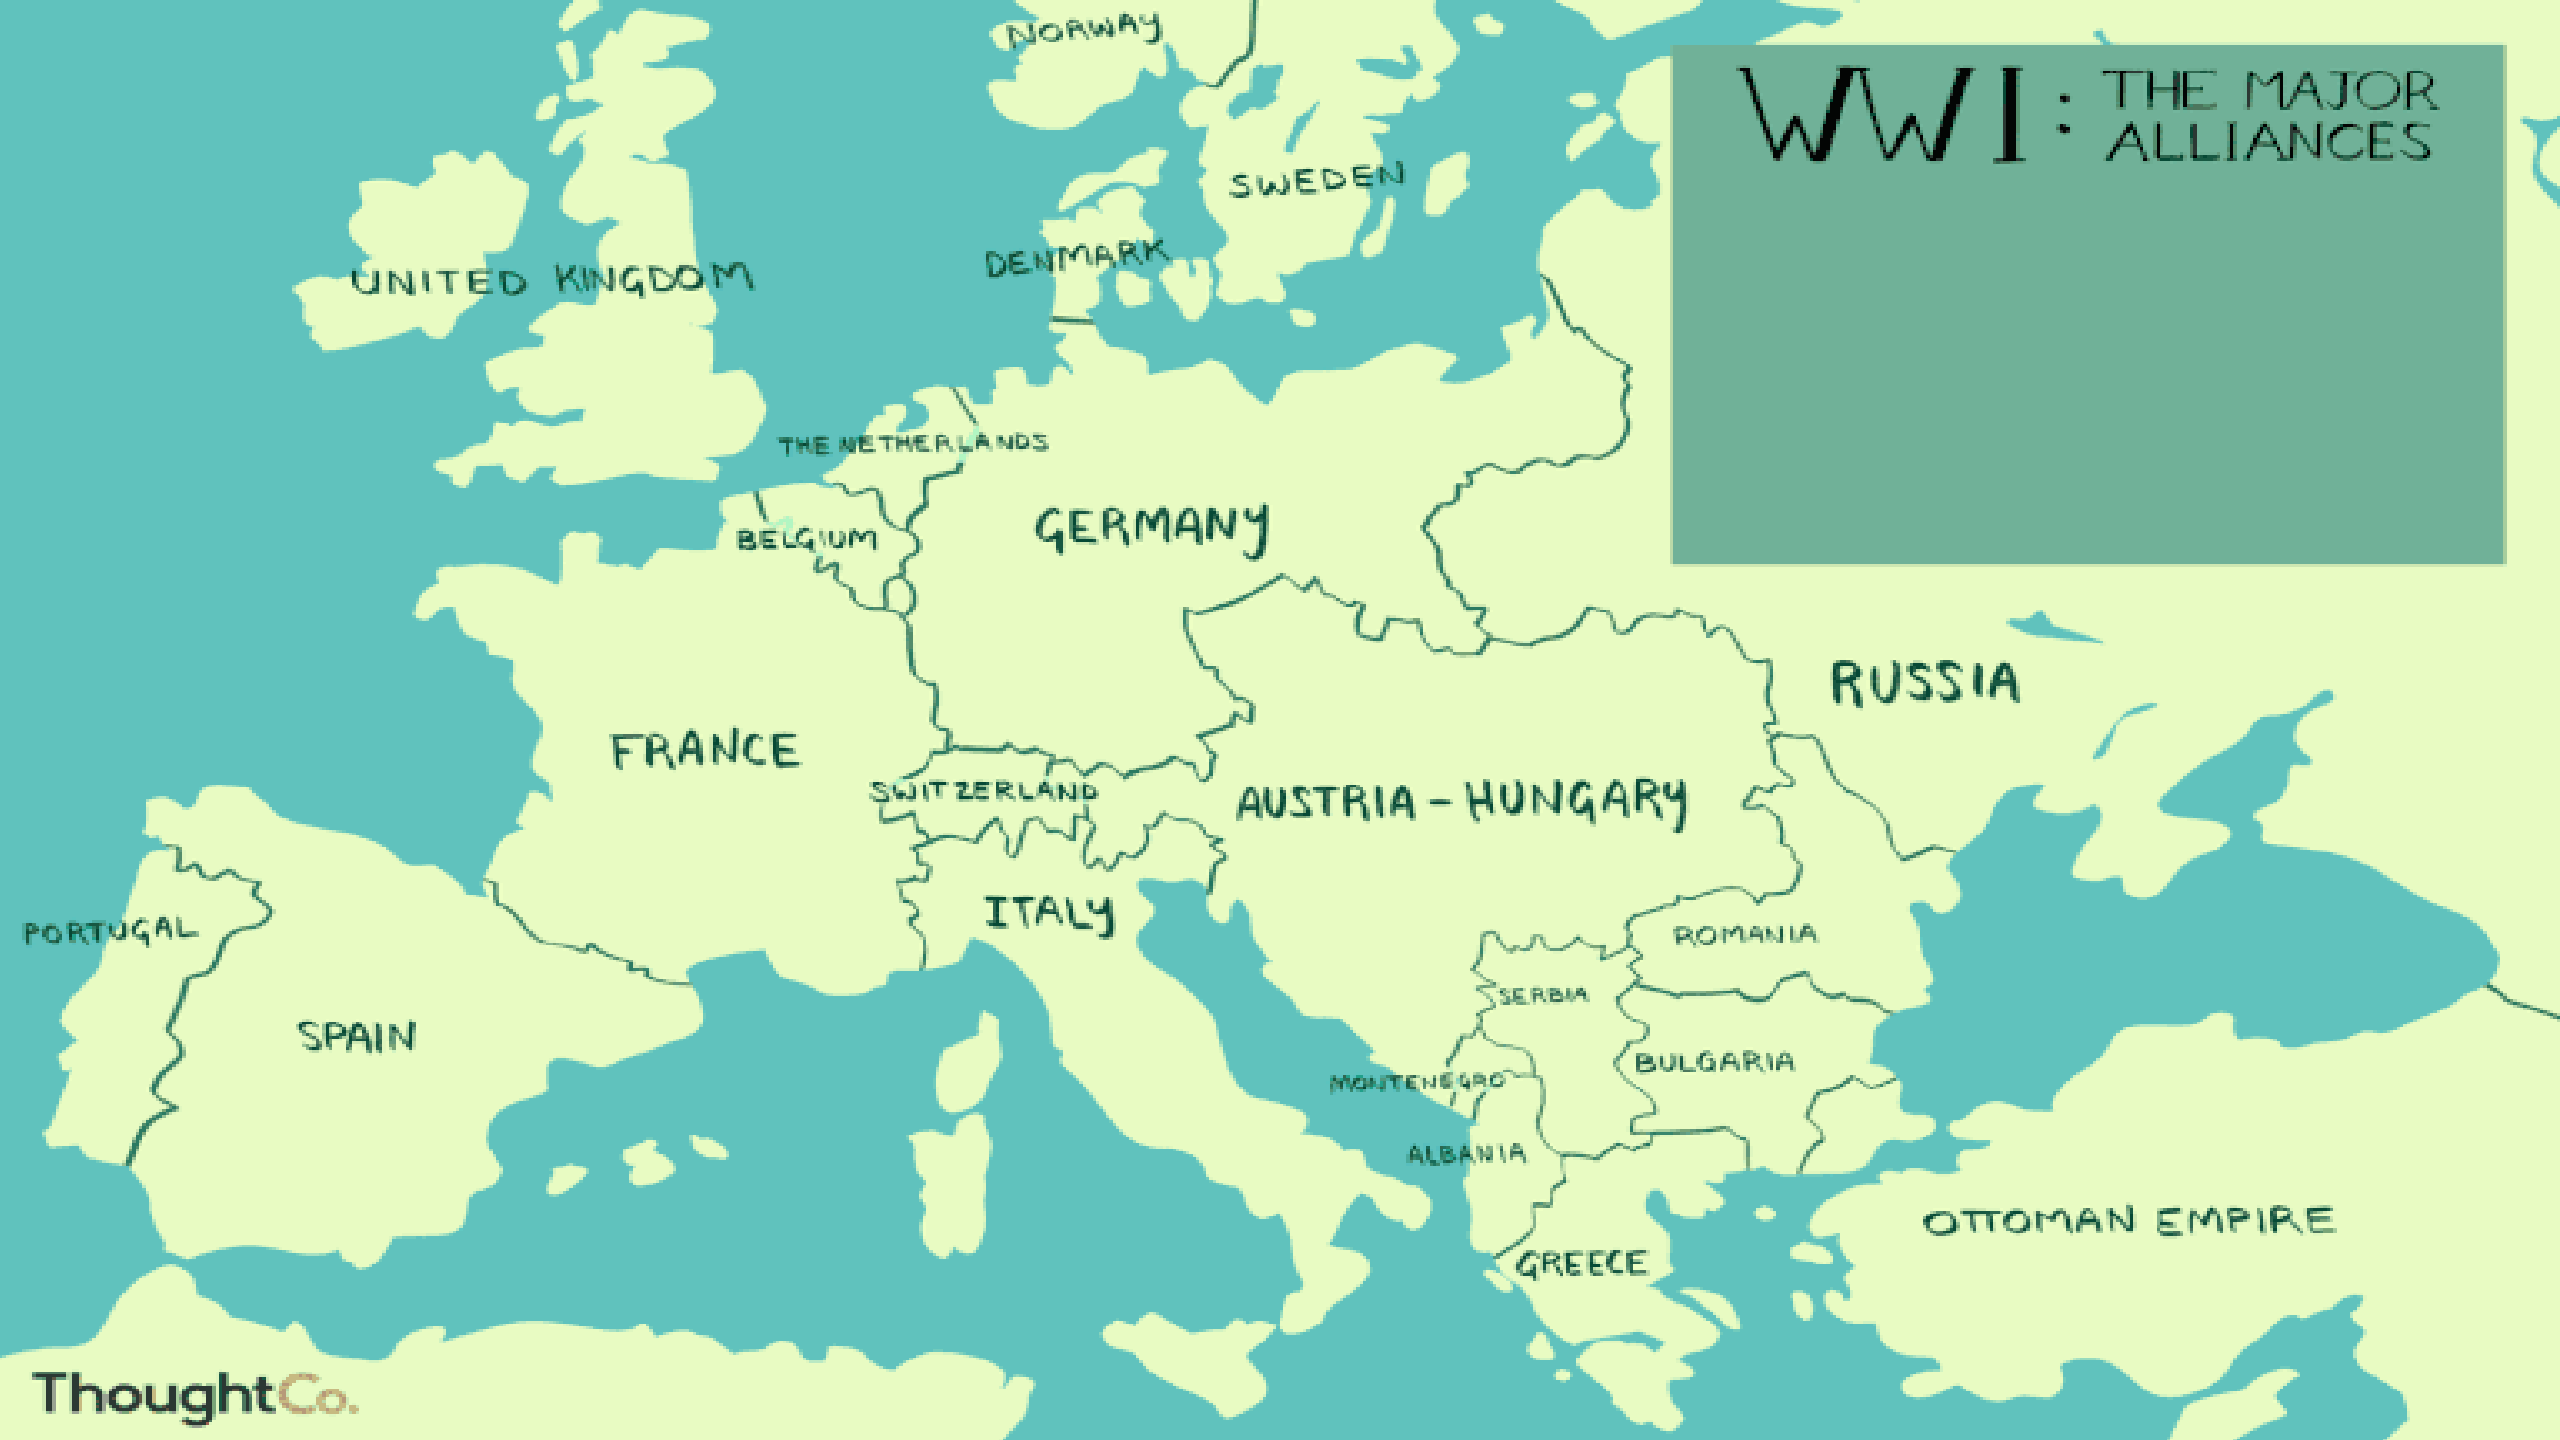 NORWAY
WWI: THE MAJOR
ALLIANCES
SWEDEN
DENMARK
UNITED KINGDOM
THE NETHERLANDS
GERMANY
BELGIUM
RUSSIA
FRANCE
SWITZERLAND
AUSTRIA-HUNGARY
ITALY
PORTUGAL
ROMANIA
SERBIA
SPAIN
BULGARIA
MONTENEGRO
ALBANIA
OTTOMAN EMPIRE
GREECE
ThoughtCo.